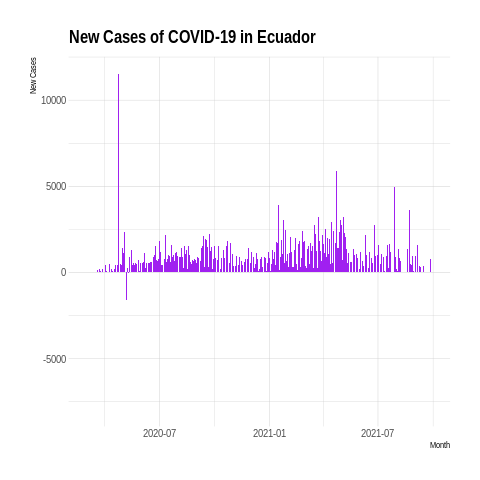 New Cases of COVID-19 in Ecuador
New Cases
10000
5000
0
-5000
2020-07
2021-01
2021-07
Month